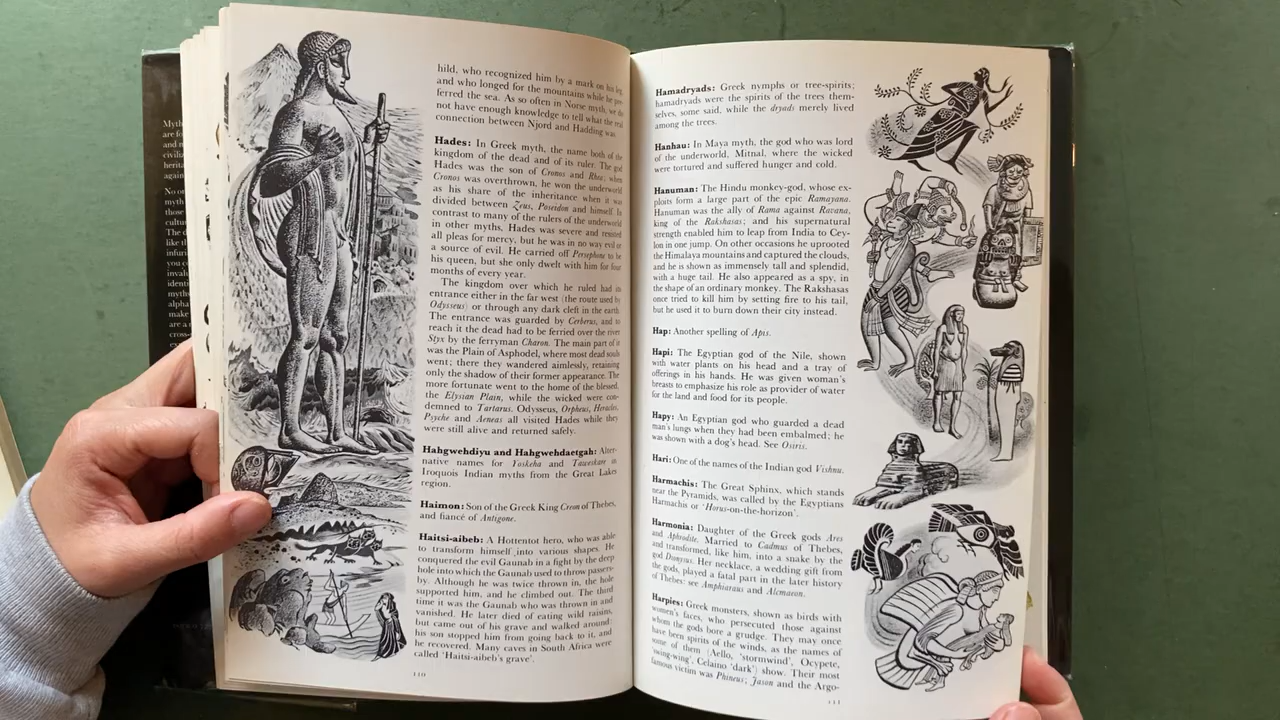 Myth
are fo
and n
civiliz
herita
again
No or
myth
those
cultu
The d
like th
infuri
you c
invah
identi
myths
alpha
make
are a r
cross-
hild, who recognized him by a mark on his leg,
and who longed for the mountains while he pre-
ferred the sea. As so often in Norse myth, we do
not have enough knowledge to tell what the real
connection between Njord and Hadding was.
Hades: In Greek myth, the name both of the
kingdom of the dead and of its ruler. The god
Hades was the son of Cronos and Rhea; when
Cronos was overthrown, he won the underworld
as his share of the inheritance when it was
divided between Zeus, Poseidon and himself. In
contrast to many of the rulers of the underworld
in other myths, Hades was severe and resisted
all pleas for mercy, but he was in no way evil or
a source of evil. He carried off Persephone to be
his queen, but she only dwelt with him for four
months of every year.
The kingdom over which he ruled had its
entrance either in the far west (the route used by
Odysseus) or through any dark cleft in the earth.
The entrance was guarded by Cerberus, and to
reach it the dead had to be ferried over the river
Styx by the ferryman Charon. The main part of it
was the Plain of Asphodel, where most dead souls
went; there they wandered aimlessly, retaining
only the shadow of their former appearance. The
more fortunate went to the home of the blessed,
the Elysian Plain, while the wicked were con-
demned to Tartarus. Odysseus, Orpheus, Heracles,
Psyche and Aeneas all visited Hades while they
were still alive and returned safely.
Hahgwehdiyu and Hahgwehdaetgah: Alter-
native names for Yoskeha and Taweskare in
Iroquois Indian myths from the Great Lakes
region.
Haimon: Son of the Greek King Creon of Thebes,
and fiancé of Antigone.
Haitsi-aibeb: A Hottentot hero, who was able
to transform himself into various shapes. He
conquered the evil Gaunab in a fight by the deep
hole into which the Gaunab used to throw passers-
by. Although he was twice thrown in, the hole
supported him, and he climbed out. The third
time it was the Gaunab who was thrown in and
vanished. He later died of eating wild raisins,
but came out of his grave and walked around:
his son stopped him from going back to it, and
he recovered. Many caves in South Africa were
called 'Haitsi-aibeb's grave'.
110
Hamadryads: Greek nymphs or tree-spirits;
hamadryads were the spirits of the trees them-
selves, some said, while the dryads merely lived
among the trees.
Hanhau: In Maya myth, the god who was lord
of the underworld, Mitnal, where the wicked
were tortured and suffered hunger and cold.
Hanuman: The Hindu monkey-god, whose ex-
ploits form a large part of the epic Ramayana.
Hanuman was the ally of Rama against Ravana,
king of the Rakshasas; and his supernatural
strength enabled him to leap from India to Cey-
lon in one jump. On other occasions he uprooted
the Himalaya mountains and captured the clouds,
and he is shown as immensely tall and splendid,
with a huge tail. He also appeared as a spy, in
the shape of an ordinary monkey. The Rakshasas
once tried to kill him by setting fire to his tail,
but he used it to burn down their city instead.
Hap: Another spelling of Apis.
Hapi: The Egyptian god of the Nile, shown
with water plants on his head and a tray of
offerings in his hands. He was given woman's
breasts to emphasize his role as provider of water
for the land and food for its people.
Hapy: An Egyptian god who guarded a dead
man's lungs when they had been embalmed; he
was shown with a dog's head. See Osiris.
Hari: One of the names of the Indian god Vishnu.
Harmachis: The Great Sphinx, which stands
near the Pyramids, was called by the Egyptians
Harmachis or 'Horus-on-the-horizon'.
Harmonia: Daughter of the Greek gods Ares
and Aphrodite. Married to Cadmus of Thebes,
and transformed, like him, into a snake by the
god Dionysus. Her necklace, a wedding gift from
the gods, played a fatal part in the later history
of Thebes: see Amphiaraus and Alcmaeon.
Harpies: Greek monsters, shown as birds with
women's faces, who persecuted those against
whom the gods bore a grudge. They may once
have been spirits of the winds, as the names of
some of them (Aello, 'stormwind', Ocypete,
'swing-wing', Celaino 'dark') show. Their most
famous victim was Phineus; Jason and the Argo-
111